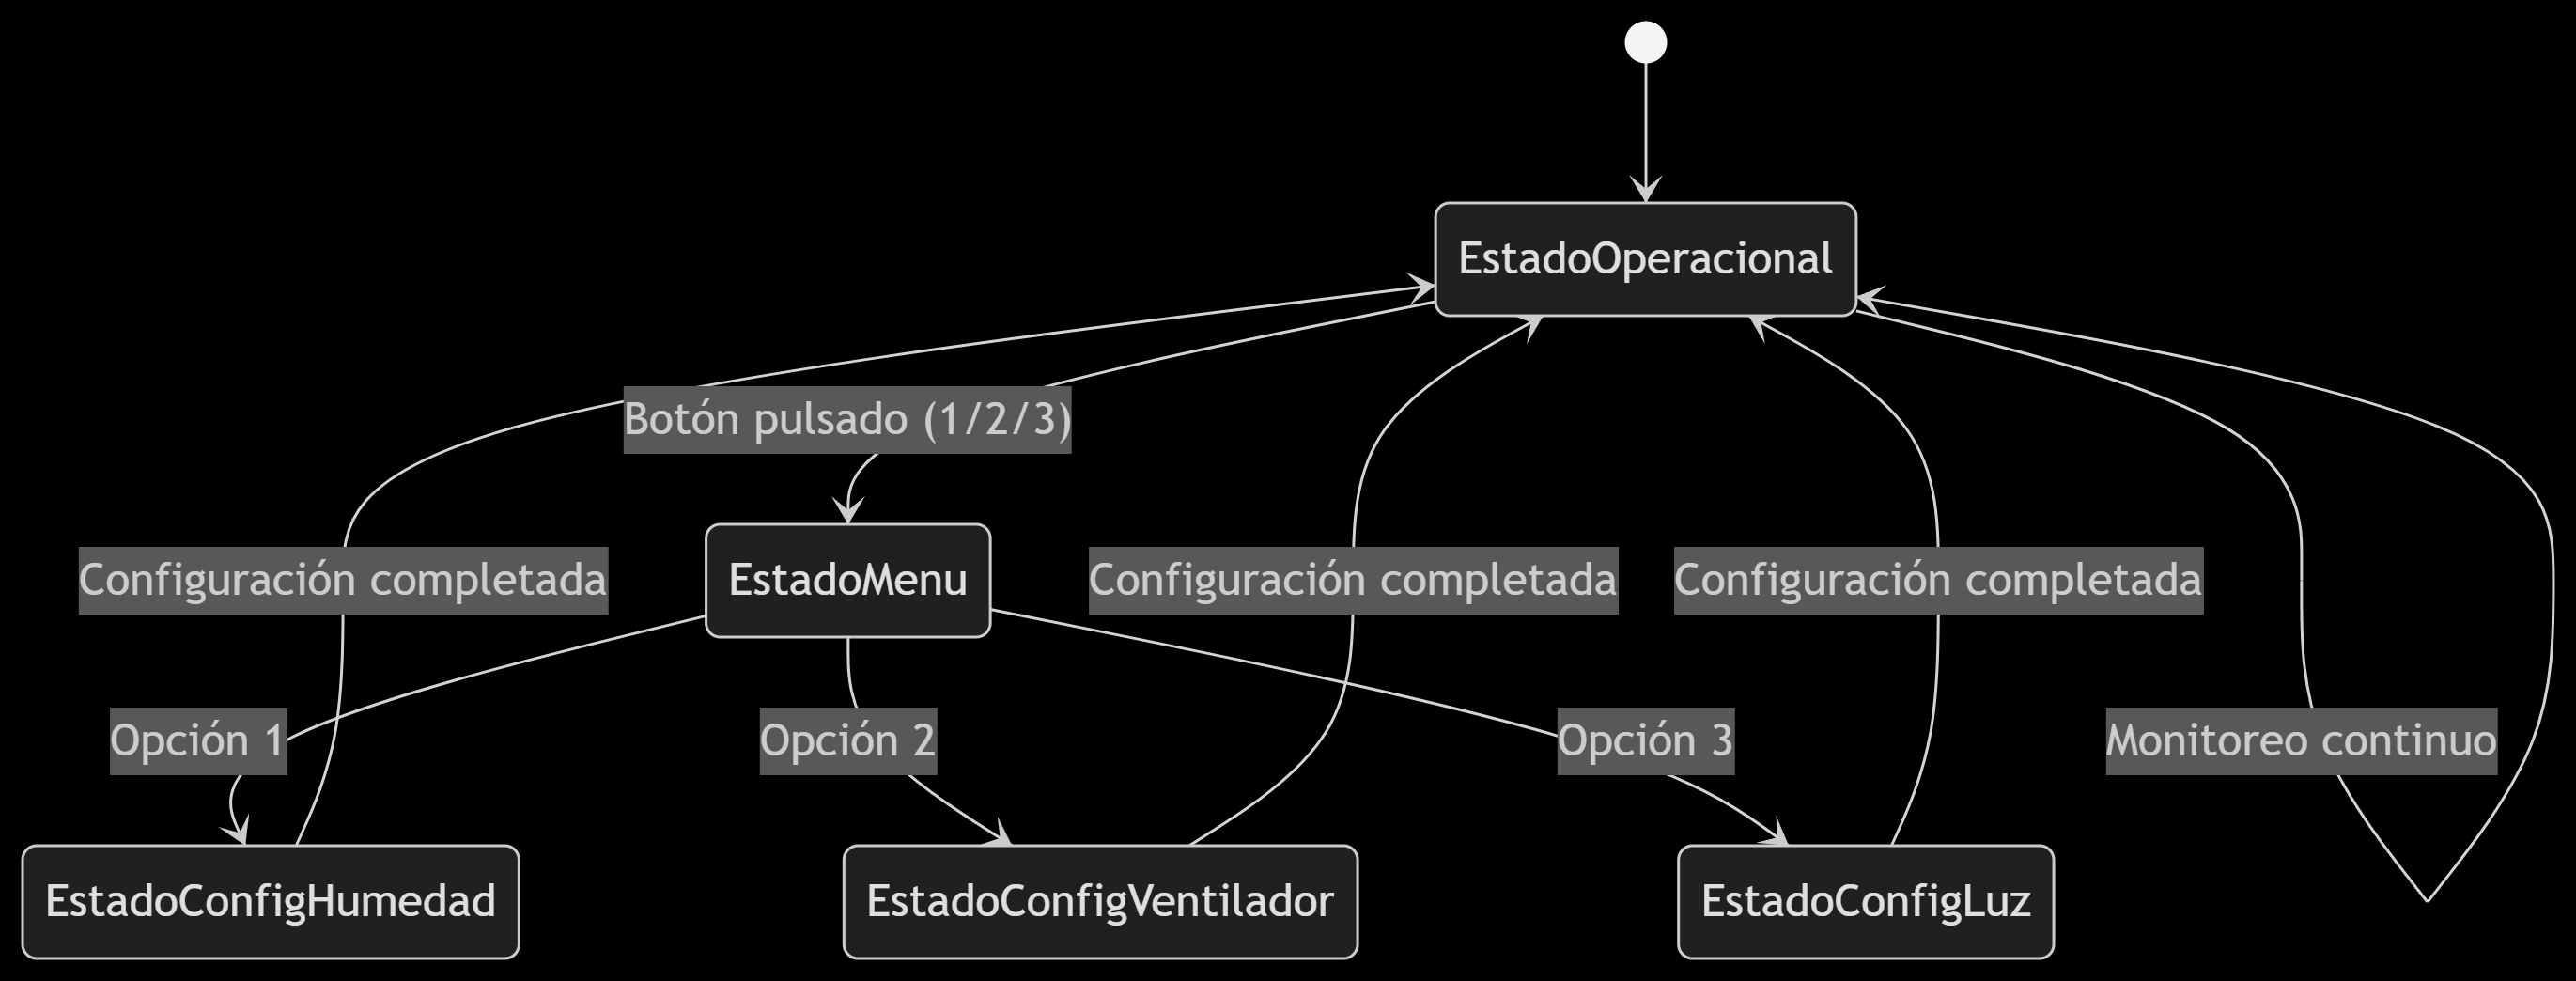 EstadoOperacional
Botón pulsado (1/2/3)
Configuración completada
EstadoMenu
Configuración completada
Configuración completada
Opción 1
Opción 2
Opción 3
Monitoreo continuo
EstadoConfigHumedad
EstadoConfigVentilador
EstadoConfigLuz